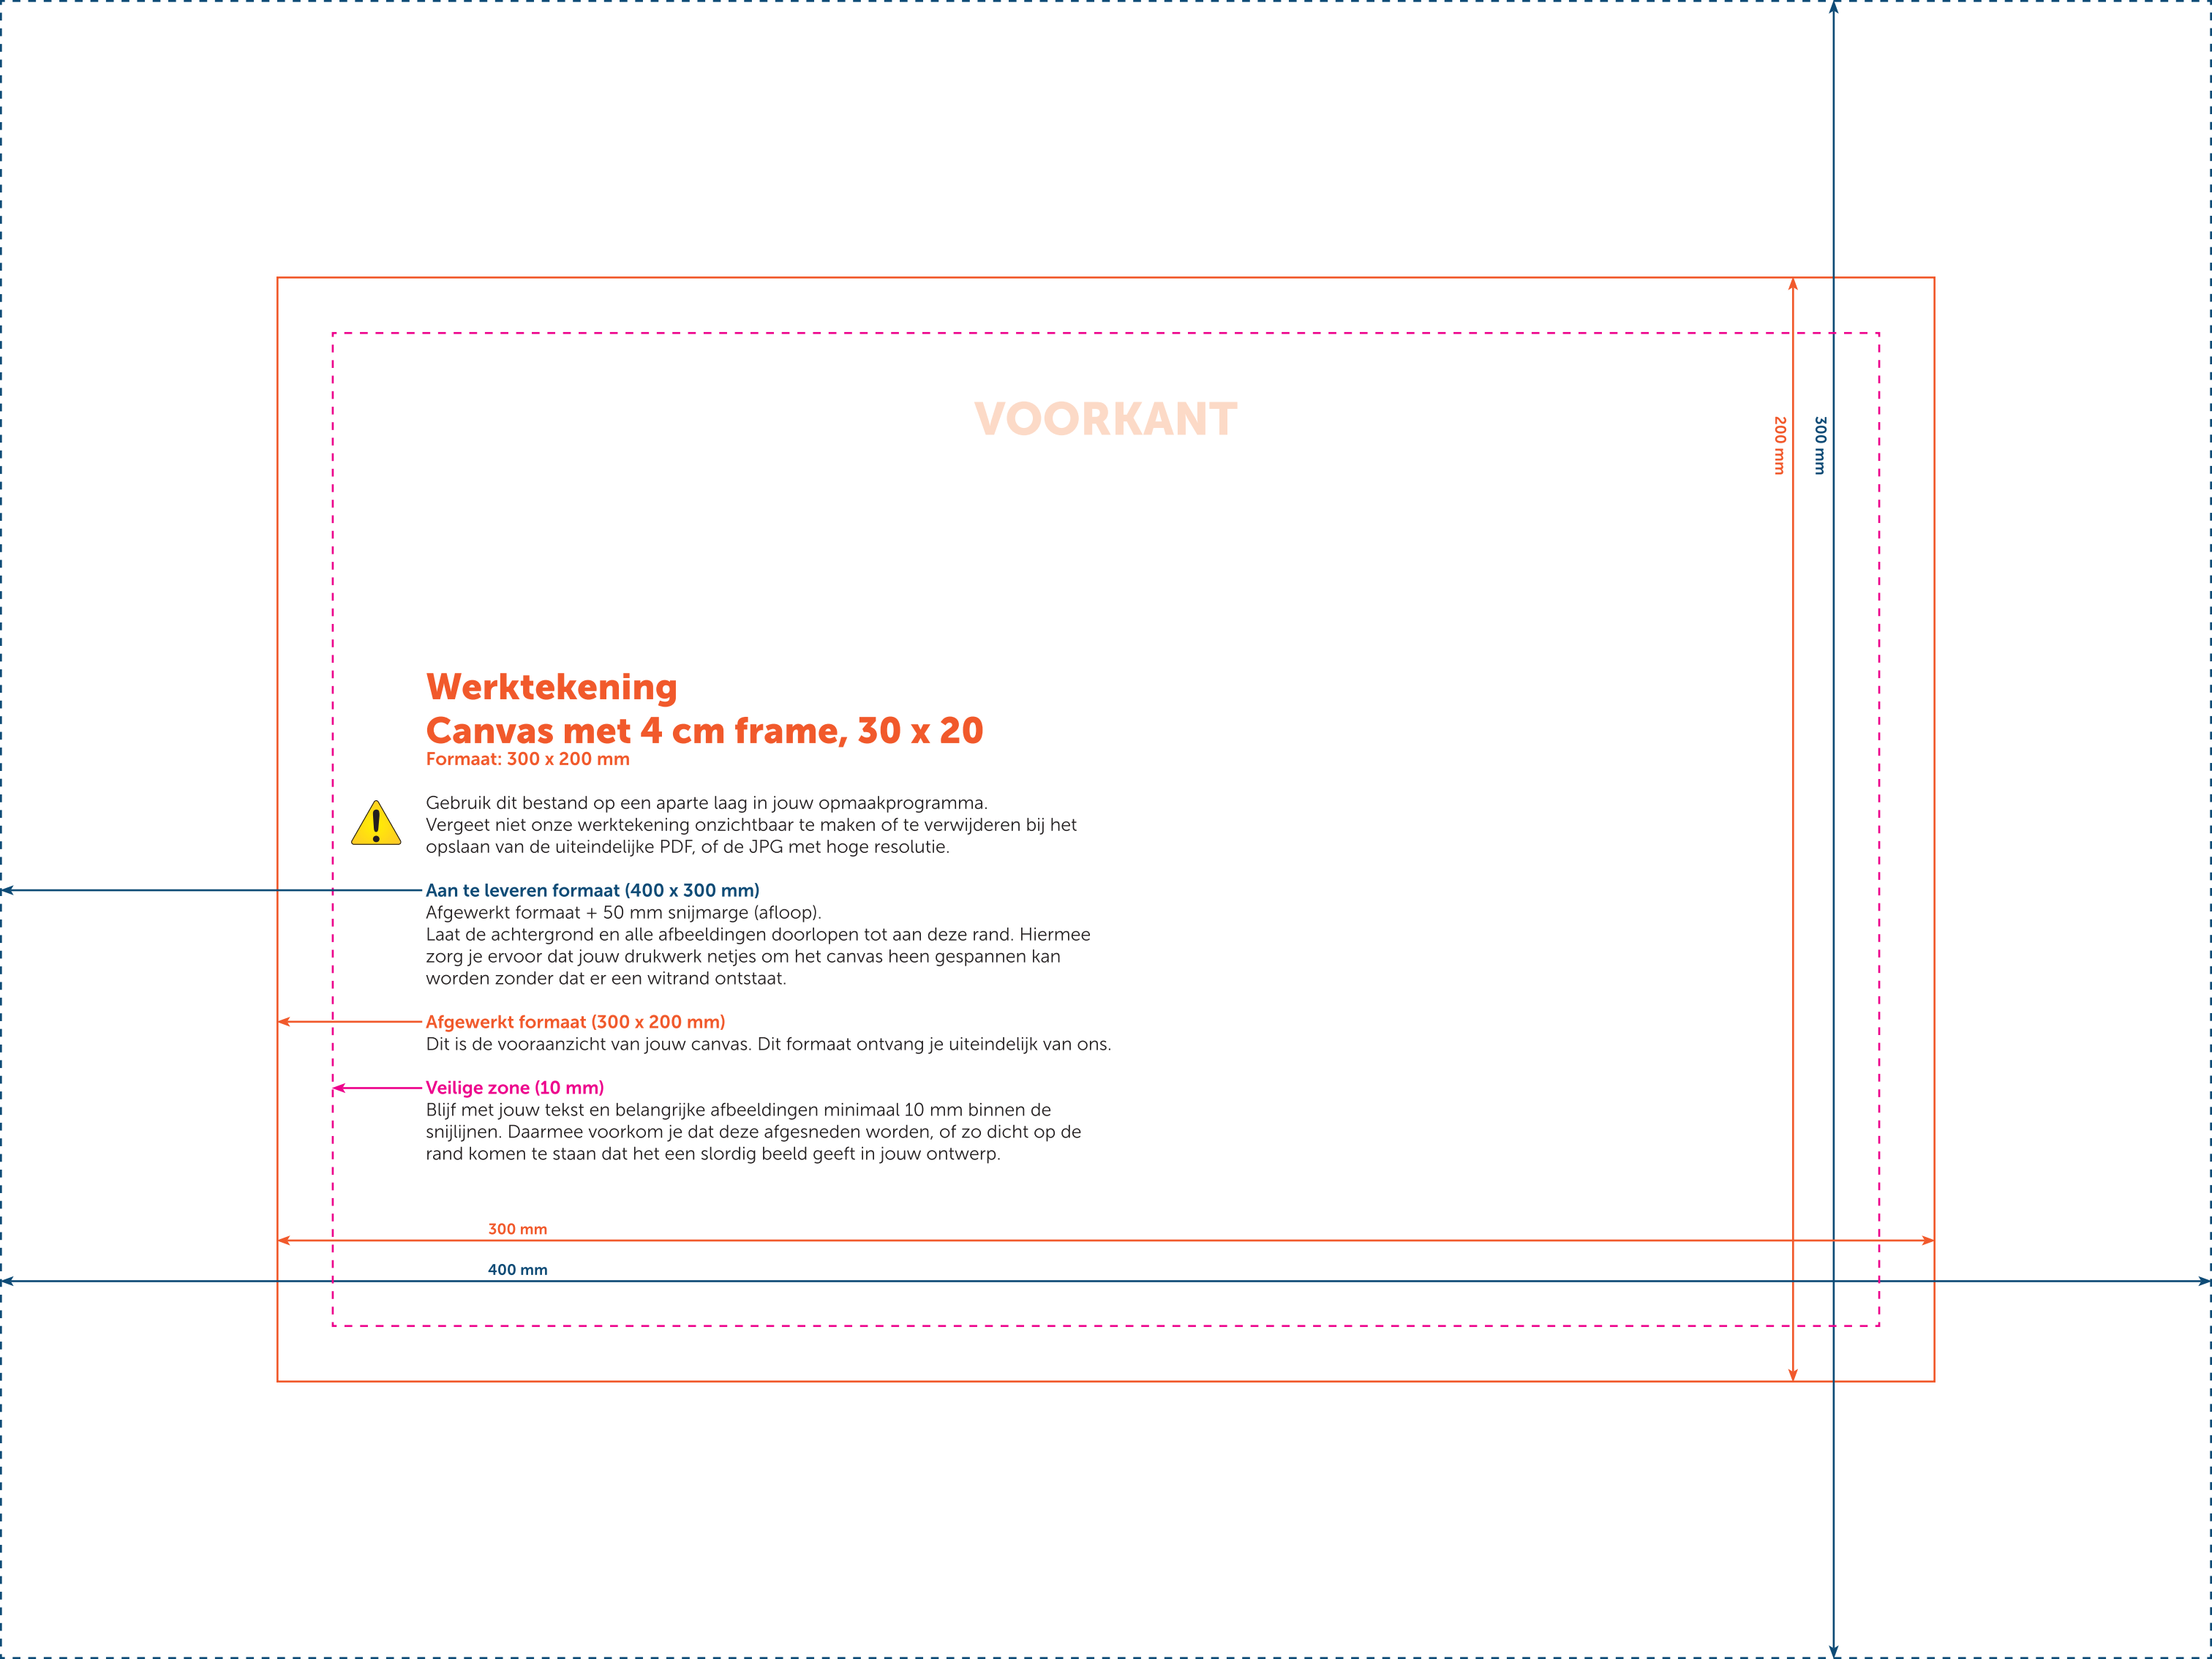 VOORKANT
200 mm
300 mm
Werktekening
Canvas met 4 cm frame, 30 x 20
Formaat: 300 x 200 mm
Gebruik dit bestand op een aparte laag in jouw opmaakprogramma.
Vergeet niet onze werktekening onzichtbaar te maken of te verwijderen bij het
opslaan van de uiteindelijke PDF, of de JPG met hoge resolutie.
Aan te leveren formaat (400 x 300 mm)
Afgewerkt formaat + 50 mm snijmarge (afloop).
Laat de achtergrond en alle afbeeldingen doorlopen tot aan deze rand. Hiermee
zorg je ervoor dat jouw drukwerk netjes om het canvas heen gespannen kan
worden zonder dat er een witrand ontstaat.
Afgewerkt formaat (300 x 200 mm)
Dit is de vooraanzicht van jouw canvas. Dit formaat ontvang je uiteindelijk van ons.
Veilige zone (10 mm)
Blijf met jouw tekst en belangrijke afbeeldingen minimaal 10 mm binnen de
snijlijnen. Daarmee voorkom je dat deze afgesneden worden, of zo dicht op de
rand komen te staan dat het een slordig beeld geeft in jouw ontwerp.
300 mm
400 mm